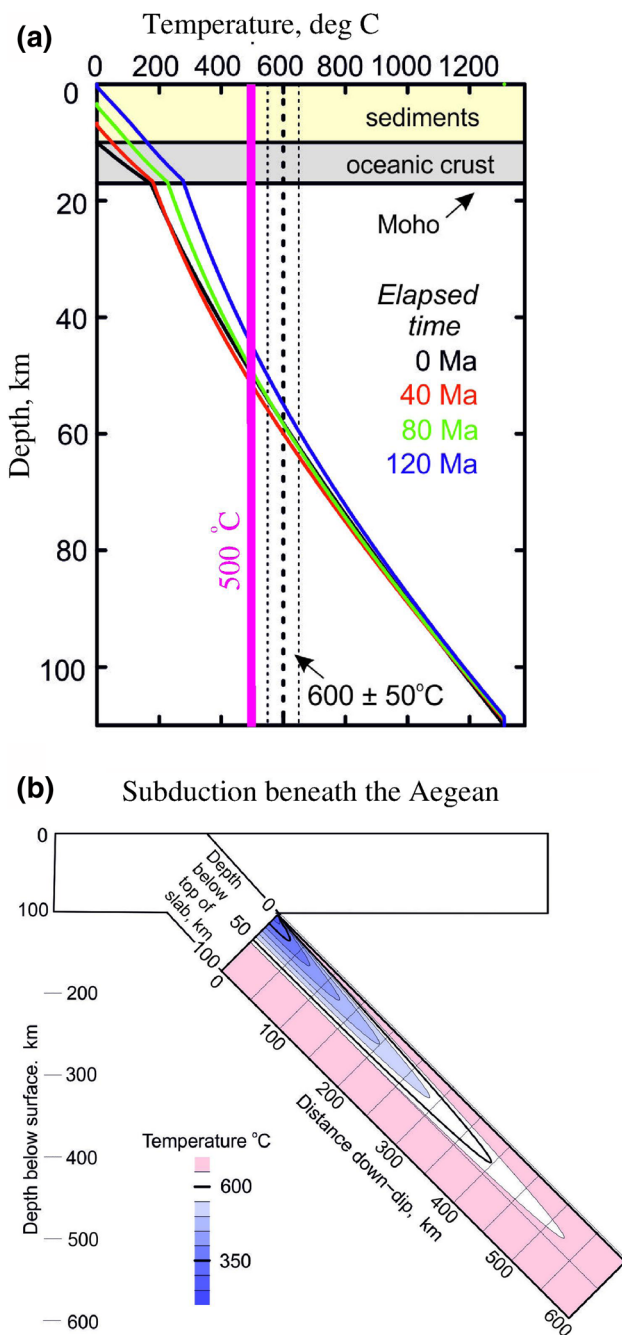 (a)
Temperature, deg C
0 200 400 600 800 1000 1200
0
sediments
oceanic crust
Moho
20
Elapsed
time
0 Ma
40 Ma
80 Ma
120 Ma
40
Depth, km
60
500 °C
80
100
600 ± 50°C
(b)
Subduction beneath the Aegean
0
Depth
below
top of
slab, km
0
50
100
100
200
300
400
500
600
Depth below surface. km
0
100
200
300
400
500
600
Distance down-dip, km
Temperature °C
600
350